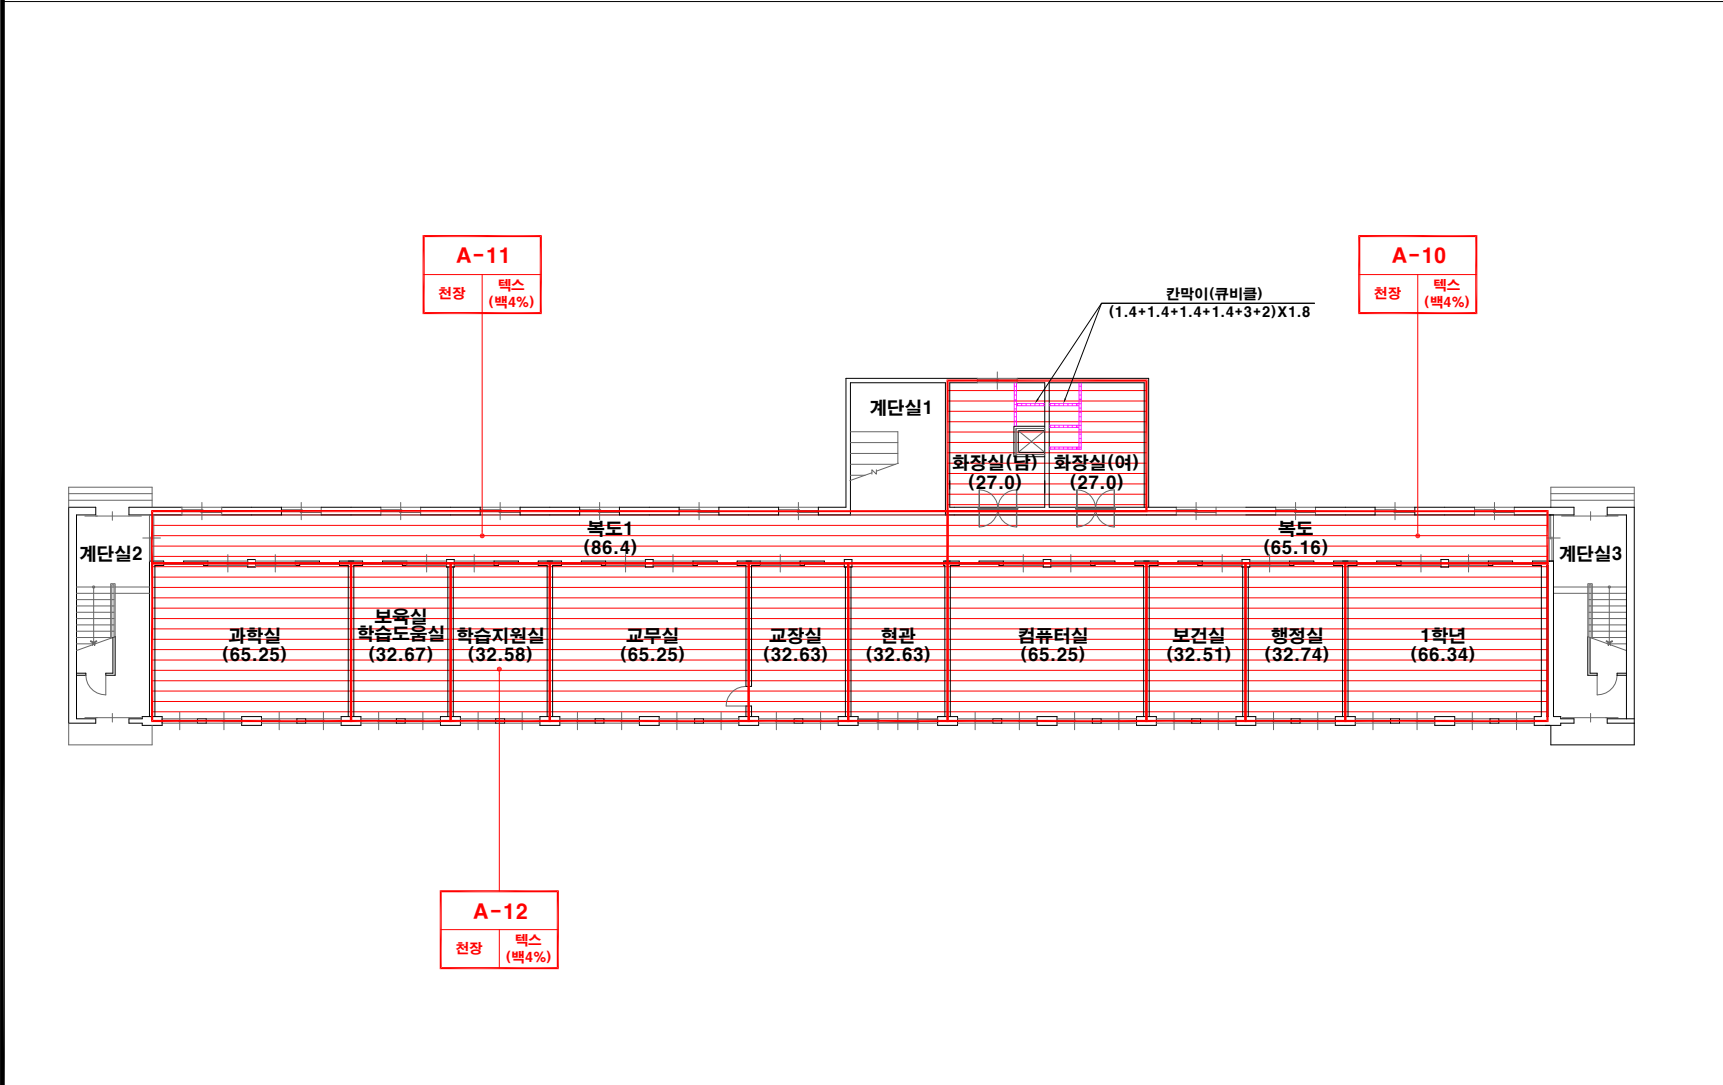 A-11
천장
텍스
(백4%)
A-10
천장
텍스
(백4%)
칸막이(큐비클)
(1.4+1.4+1.4+1.4+3+2)X1.8
계단실1
화장실(남)
(27.0)
화장실(여)
(27.0)
복도1
(86.4)
복도
(65.16)
계단실2
계단실3
과학실
(65.25)
보육실
학습도움실
(32.67)
학습지원실
(32.58)
교무실
(65.25)
교장실
(32.63)
현관
(32.63)
컴퓨터실
(65.25)
보건실
(32.51)
행정실
(32.74)
1학년
(66.34)
A-12
천장
텍스
(백4%)